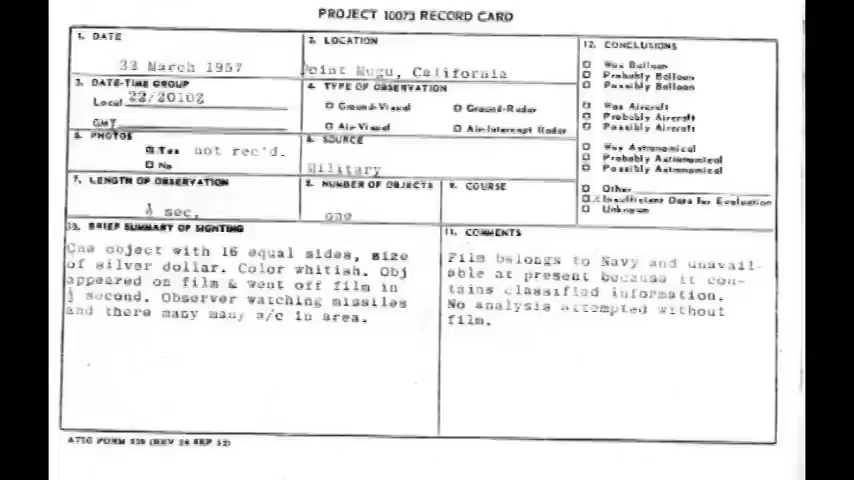 PROJECT 10073 RECORD CARD
1. DATE
2. LOCATION
12. CONCLUSIONS
March 1957
Point Mugu, California
□ Was Balloon
□ Probably Balloon
□ Possibly Balloon
3. DATE-TIME GROUP
Local 22/2010Z
GMT
4. TYPE OF OBSERVATION
□ Ground-Visual □ Ground-Radar
□ Air-Visual □ Air-Intercept Radar
□ Was Aircraft
□ Probably Aircraft
□ Possibly Aircraft
5. PHOTOS
Yes not rec'd.
□ No
6. SOURCE
Military
□ Was Astronomical
□ Probably Astronomical
□ Possibly Astronomical
7. LENGTH OF OBSERVATION
sec.
8. NUMBER OF OBJECTS
one
9. COURSE
□ Other
Insufficient Data for Evaluation
□ Unknown
10. BRIEF SUMMARY OF SIGHTING
One object with 16 equal sides, size
of silver dollar. Color whitish. Obj
appeared on film & went off film in
½ second. Observer watching missiles
and there many many a/c in area.
11. COMMENTS
Film belongs to Navy and unavail-
able at present because it con-
tains classified information.
No analysis attempted without
film.
ATIC FORM 329 (REV 26 SEP 52)